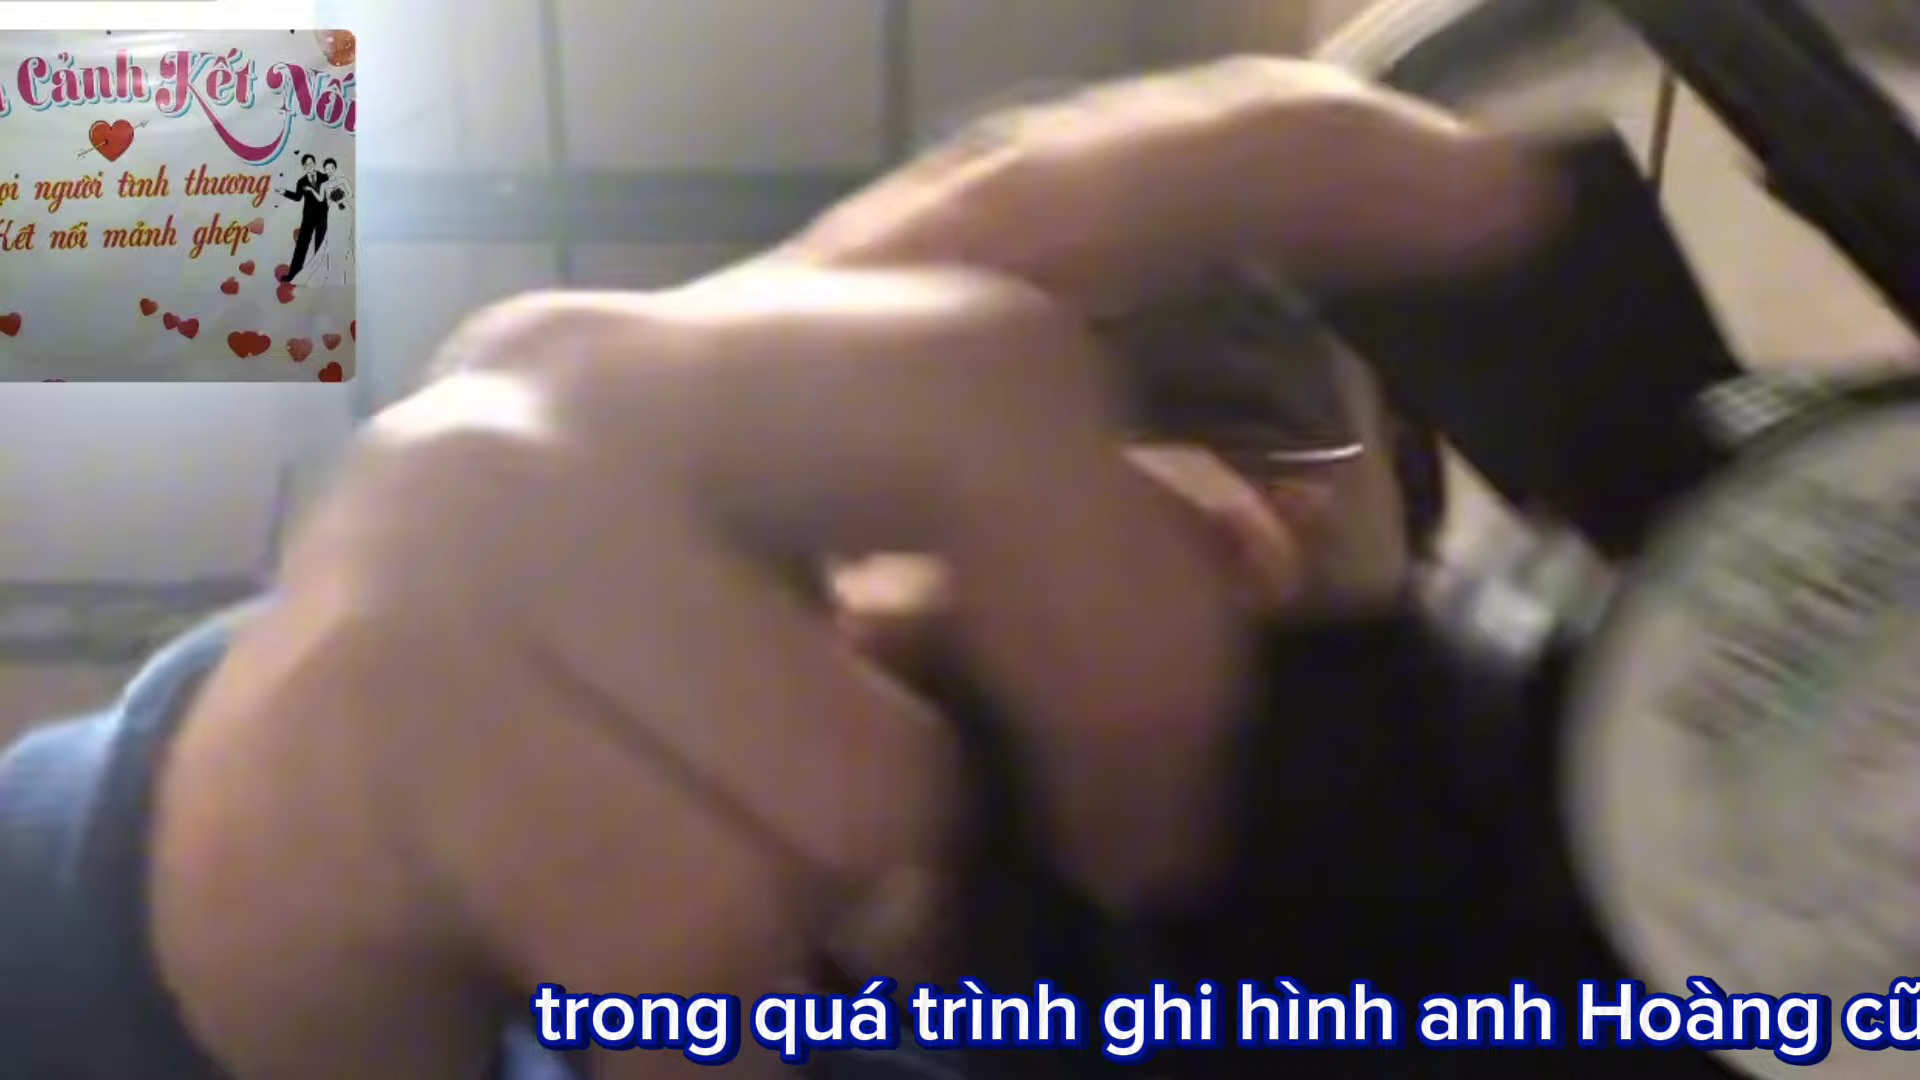 Cảnh Kết Nối
người tình thương
Kết nối mảnh ghép
trong quá trình ghi hình anh Hoàng